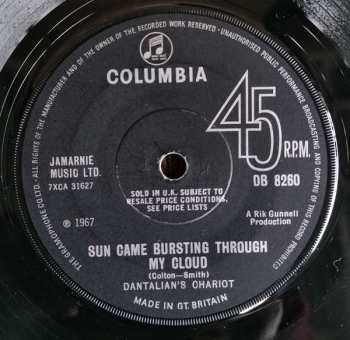 THE GRAMOPHONE CO. LTD. ALL RIGHTS OF THE MANUFACTURER AND OF THE OWNER OF THE RECORDED WORK RESERVED · UNAUTHORISED PUBLIC PERFORMANCE BROADCASTING AND COPYING OF THIS RECORD PROHIBITED
COLUMBIA
45 R.P.M.
JAMARNIE
MUSIC LTD.
7XCA 31627
SOLD IN U.K. SUBJECT TO
RESALE PRICE CONDITIONS,
SEE PRICE LISTS
DB 8260
℗ 1967
A Rik Gunnell
Production
SUN CAME BURSTING THROUGH
MY CLOUD
(Colton—Smith)
DANTALIAN'S CHARIOT
MADE IN GT. BRITAIN